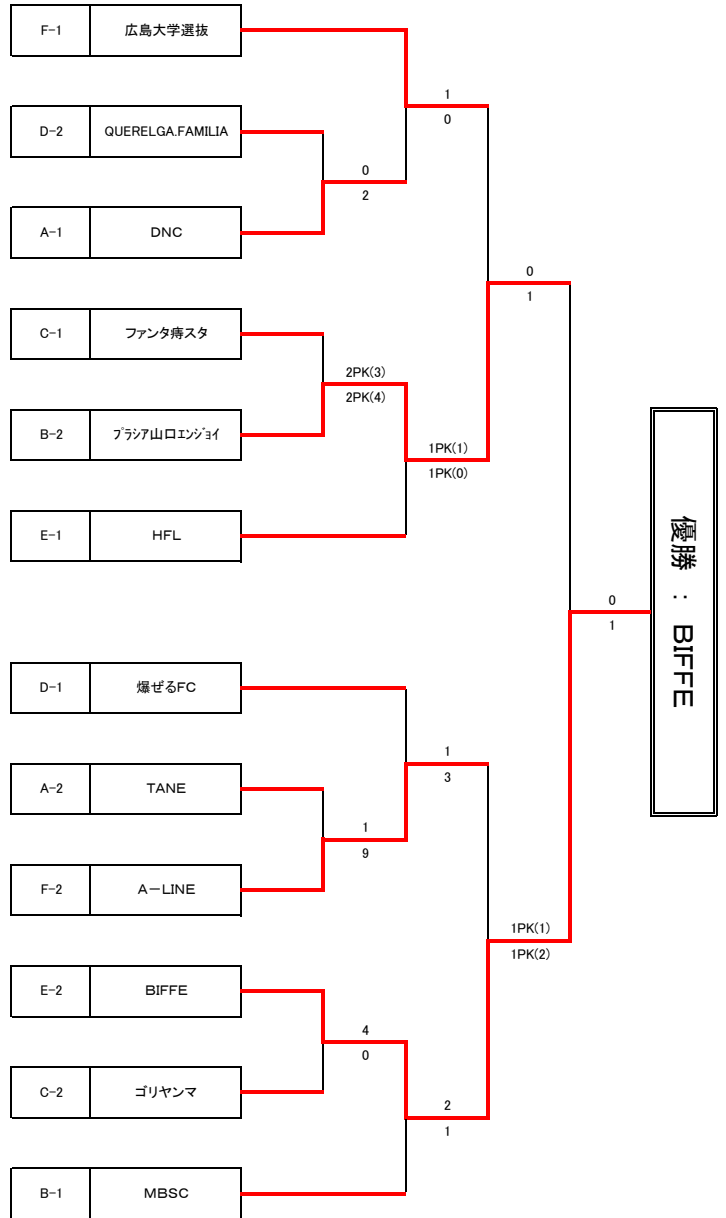 F-1 広島大学選抜
1
0
D-2 QUERELGA.FAMILIA
0
2
A-1 DNC
0
1
C-1 ファンタ痔スタ
2PK(3)
2PK(4)
B-2 ﾌﾟﾗｼｱ山口ｴﾝｼﾞｮｲ
1PK(1)
1PK(0)
E-1 HFL
優勝 : BIFFE
0
1
D-1 爆ぜるFC
1
3
A-2 TANE
1
9
F-2 A－LINE
1PK(1)
1PK(2)
E-2 BIFFE
4
0
C-2 ゴリヤンマ
2
1
B-1 MBSC